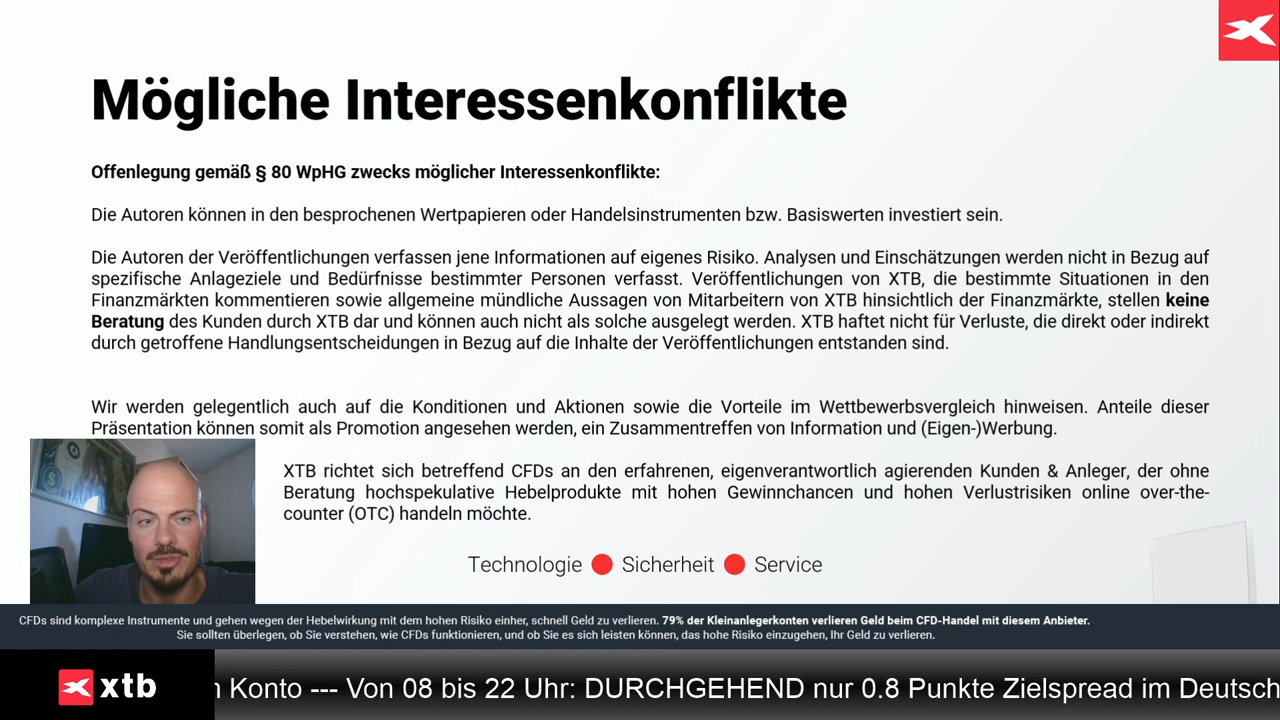 Mögliche Interessenkonflikte
Offenlegung gemäß § 80 WpHG zwecks möglicher Interessenkonflikte:
Die Autoren können in den besprochenen Wertpapieren oder Handelsinstrumenten bzw. Basiswerten investiert sein.
Die Autoren der Veröffentlichungen verfassen jene Informationen auf eigenes Risiko. Analysen und Einschätzungen werden nicht in Bezug auf
spezifische Anlageziele und Bedürfnisse bestimmter Personen verfasst. Veröffentlichungen von XTB, die bestimmte Situationen in den
Finanzmärkten kommentieren sowie allgemeine mündliche Aussagen von Mitarbeitern von XTB hinsichtlich der Finanzmärkte, stellen keine
Beratung des Kunden durch XTB dar und können auch nicht als solche ausgelegt werden. XTB haftet nicht für Verluste, die direkt oder indirekt
durch getroffene Handlungsentscheidungen in Bezug auf die Inhalte der Veröffentlichungen entstanden sind.
Wir werden gelegentlich auch auf die Konditionen und Aktionen sowie die Vorteile im Wettbewerbsvergleich hinweisen. Anteile dieser
Präsentation können somit als Promotion angesehen werden, ein Zusammentreffen von Information und (Eigen-)Werbung.
XTB richtet sich betreffend CFDs an den erfahrenen, eigenverantwortlich agierenden Kunden & Anleger, der ohne
Beratung hochspekulative Hebelprodukte mit hohen Gewinnchancen und hohen Verlustrisiken online over-the-
counter (OTC) handeln möchte.
Technologie Sicherheit Service
CFDs sind komplexe Instrumente und gehen wegen der Hebelwirkung mit dem hohen Risiko einher, schnell Geld zu verlieren. 79% der Kleinanlegerkonten verlieren Geld beim CFD-Handel mit diesem Anbieter.
Sie sollten überlegen, ob Sie verstehen, wie CFDs funktionieren, und ob Sie es sich leisten können, das hohe Risiko einzugehen, Ihr Geld zu verlieren.
xtb n Konto --- Von 08 bis 22 Uhr: DURCHGEHEND nur 0.8 Punkte Zielspread im Deutsch